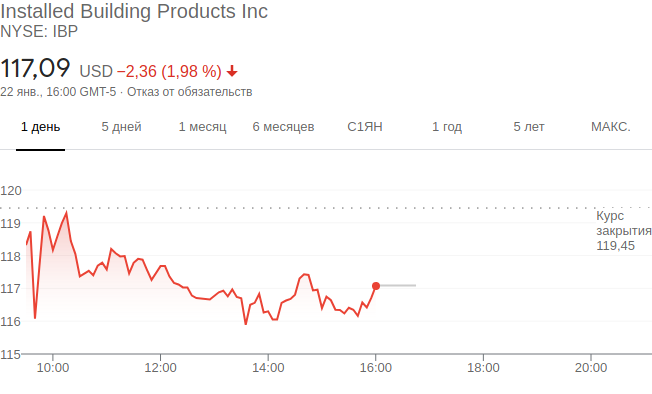 Installed Building Products Inc
NYSE: IBP
117,09 USD −2,36 (1,98 %)
22 янв., 16:00 GMT-5 · Отказ от обязательств
1 день 5 дней 1 месяц 6 месяцев С1ЯН 1 год 5 лет МАКС.
120
119
118
117
116
115
Курс
закрытия
119,45
10:00 12:00 14:00 16:00 18:00 20:00